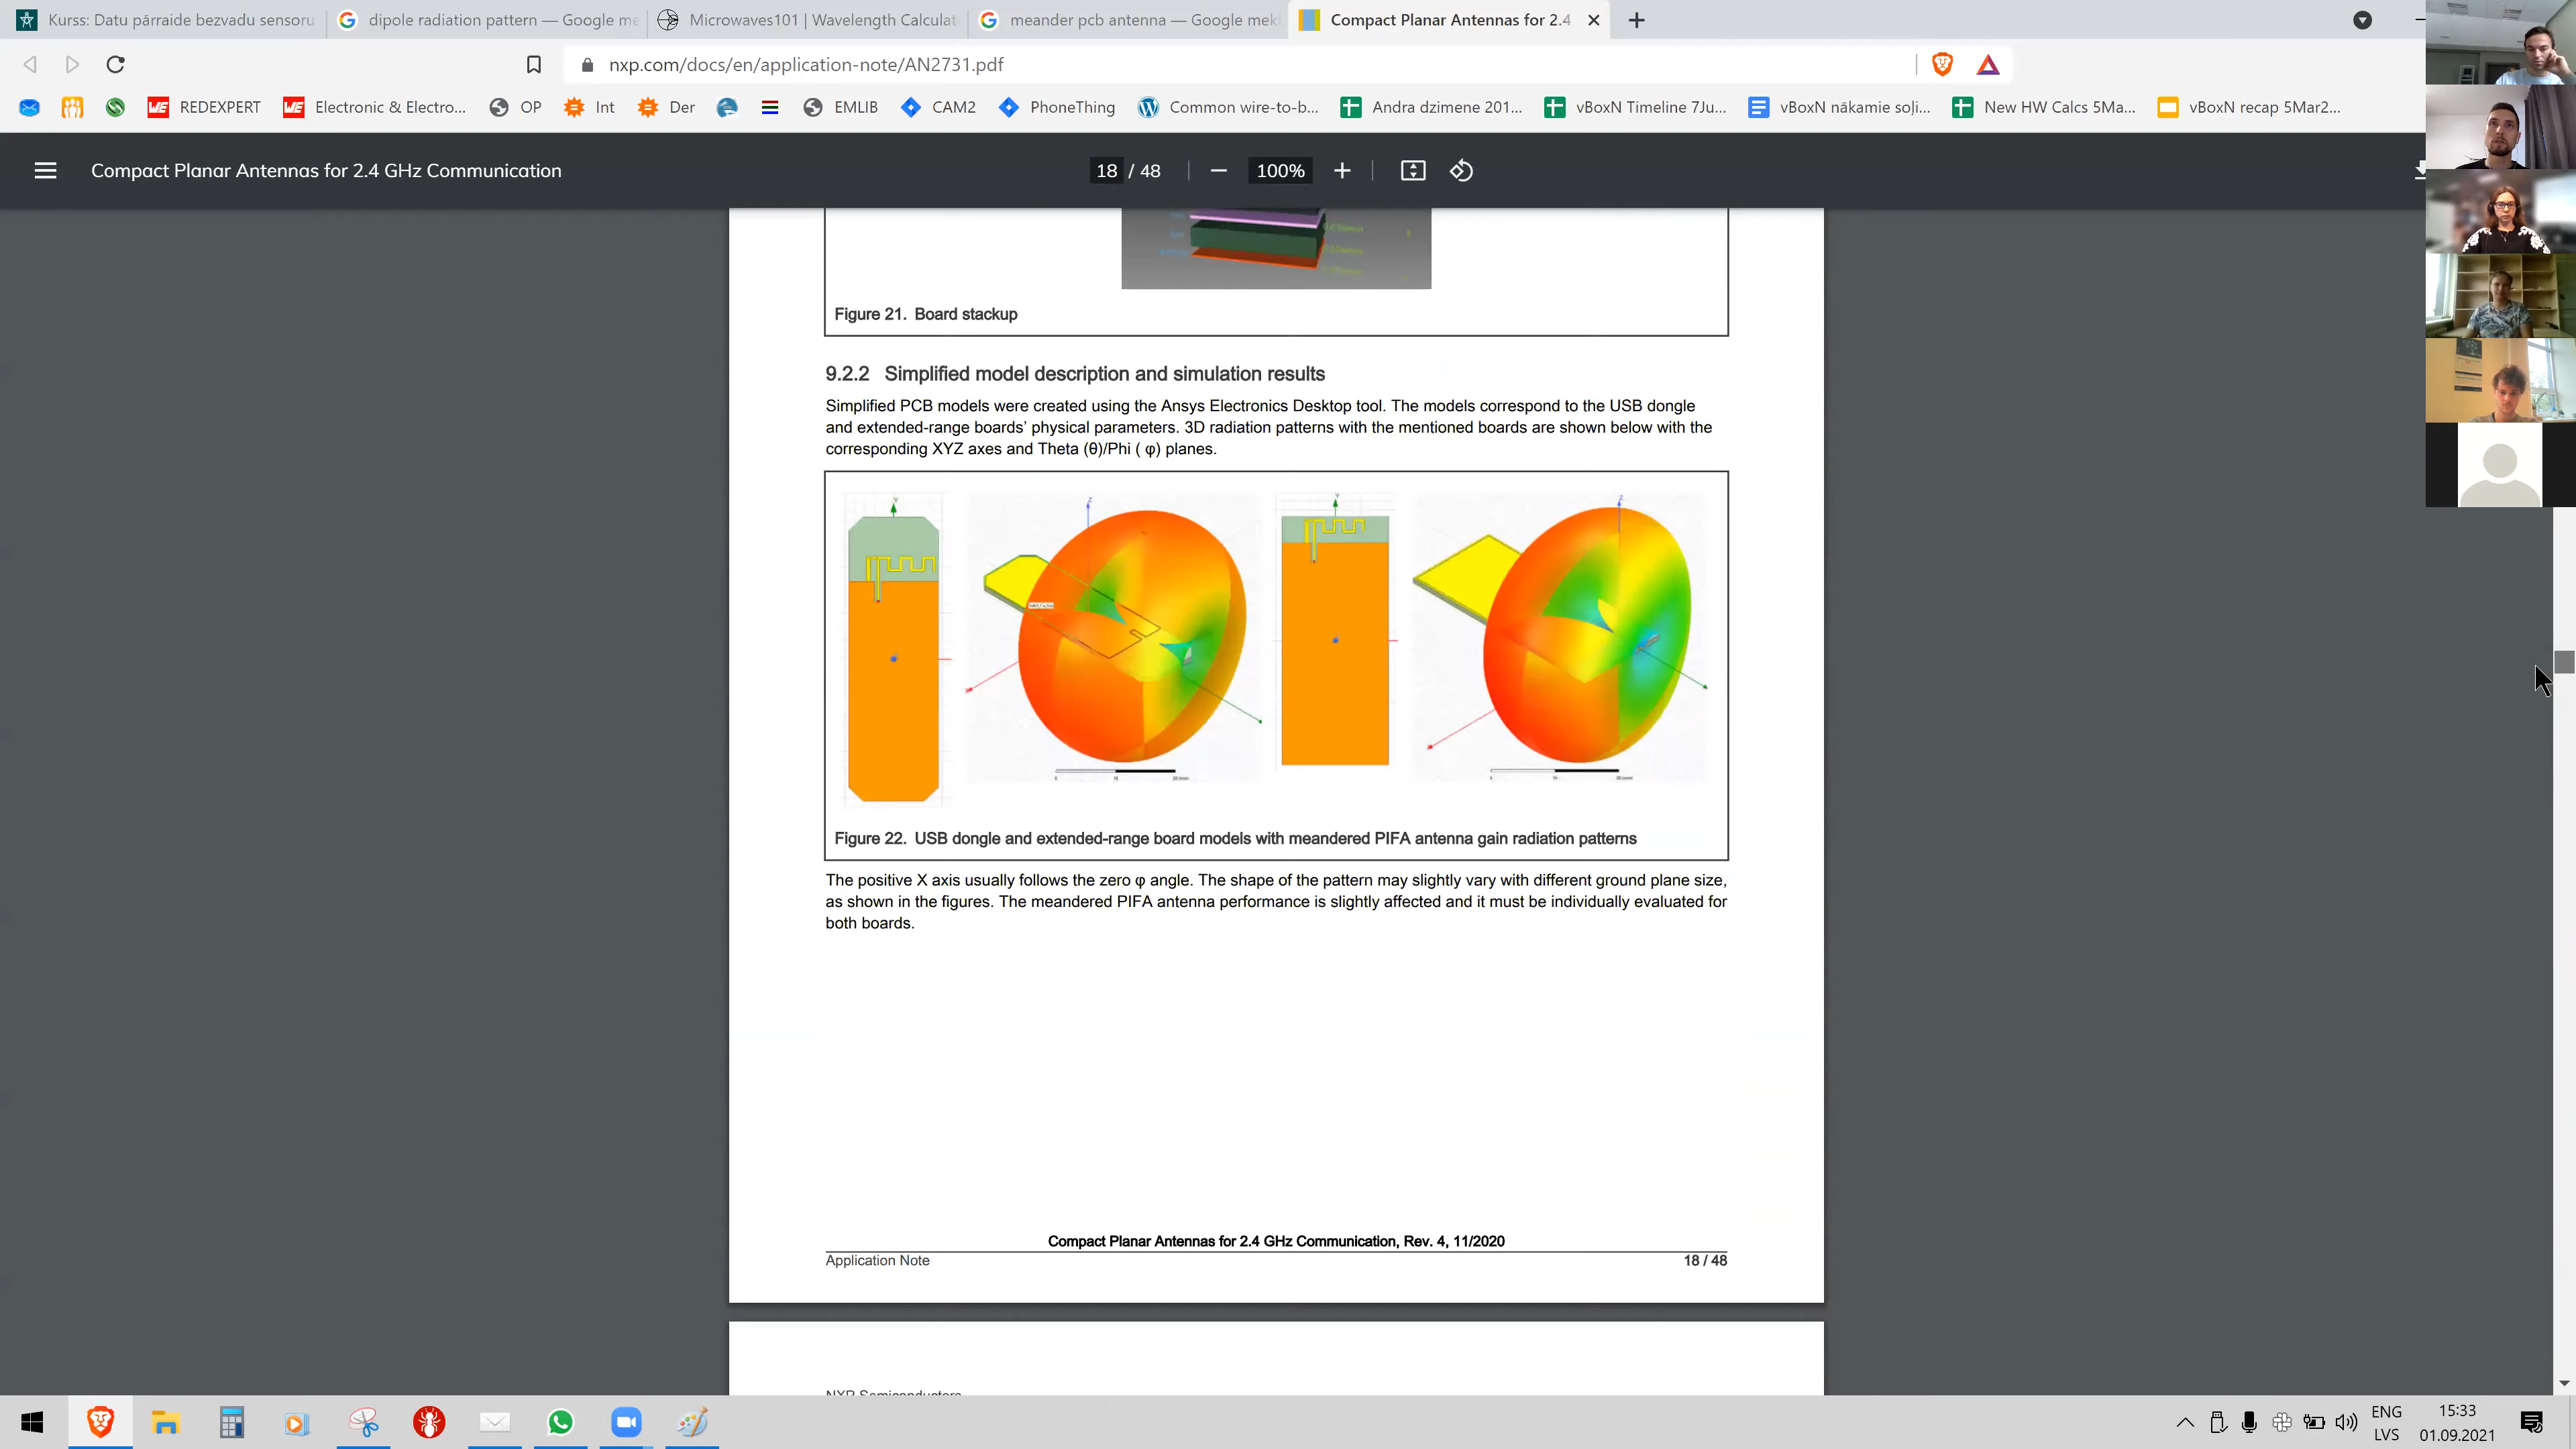 Kurss: Datu pārraide bezvadu sensoru
dipole radiation pattern — Google me
Microwaves101 | Wavelength Calculat
meander pcb antenna — Google mekl
Compact Planar Antennas for 2.4
nxp.com/docs/en/application-note/AN2731.pdf
REDEXPERT
Electronic & Electro...
OP
Int
Der
EMLIB
CAM2
PhoneThing
Common wire-to-b...
Andra dzimene 201...
vBoxN Timeline 7Ju...
vBoxN nākamie soļi...
New HW Calcs 5Ma...
vBoxN recap 5Mar2...
Compact Planar Antennas for 2.4 GHz Communication
18 / 48
100%
Figure 21. Board stackup
9.2.2 Simplified model description and simulation results
Simplified PCB models were created using the Ansys Electronics Desktop tool. The models correspond to the USB dongle
and extended-range boards' physical parameters. 3D radiation patterns with the mentioned boards are shown below with the
corresponding XYZ axes and Theta (θ)/Phi ( φ) planes.
Figure 22. USB dongle and extended-range board models with meandered PIFA antenna gain radiation patterns
The positive X axis usually follows the zero φ angle. The shape of the pattern may slightly vary with different ground plane size,
as shown in the figures. The meandered PIFA antenna performance is slightly affected and it must be individually evaluated for
both boards.
Compact Planar Antennas for 2.4 GHz Communication, Rev. 4, 11/2020
Application Note
18 / 48
NXP Semiconductors
ENG
LVS
15:33
01.09.2021